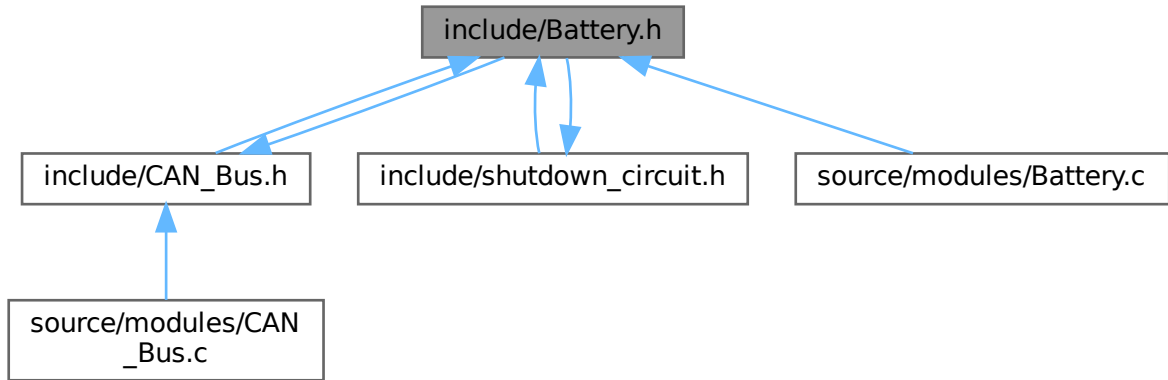 include/Battery.h
include/CAN_Bus.h
include/shutdown_circuit.h
source/modules/Battery.c
source/modules/CAN
_Bus.c